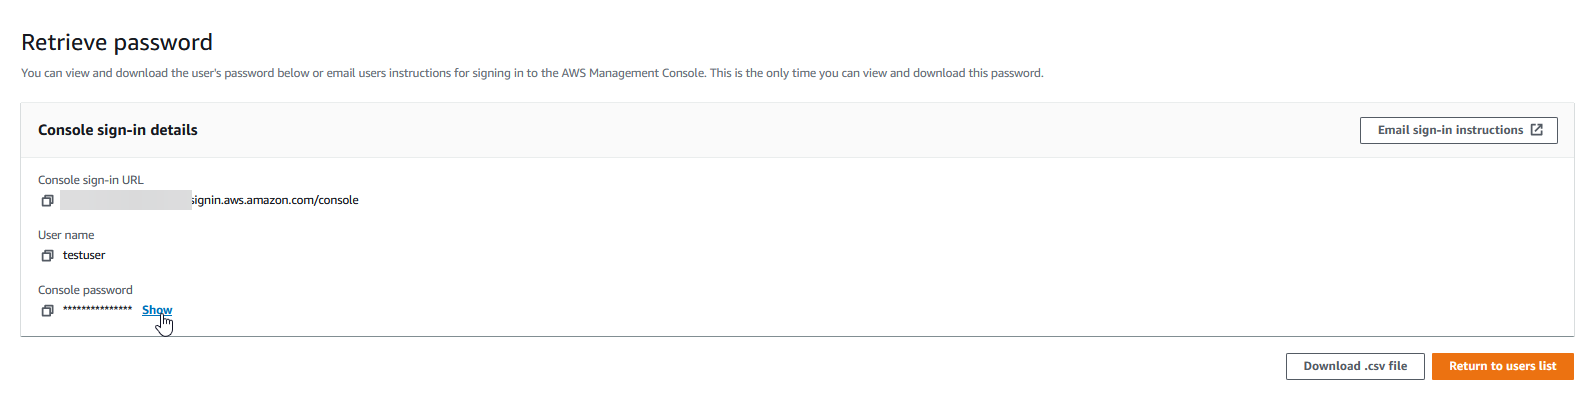 Retrieve password
You can view and download the user's password below or email users instructions for signing in to the AWS Management Console. This is the only time you can view and download this password.
Console sign-in details
Email sign-in instructions
Console sign-in URL
signin.aws.amazon.com/console
User name
testuser
Console password
*************** Show
Download .csv file
Return to users list